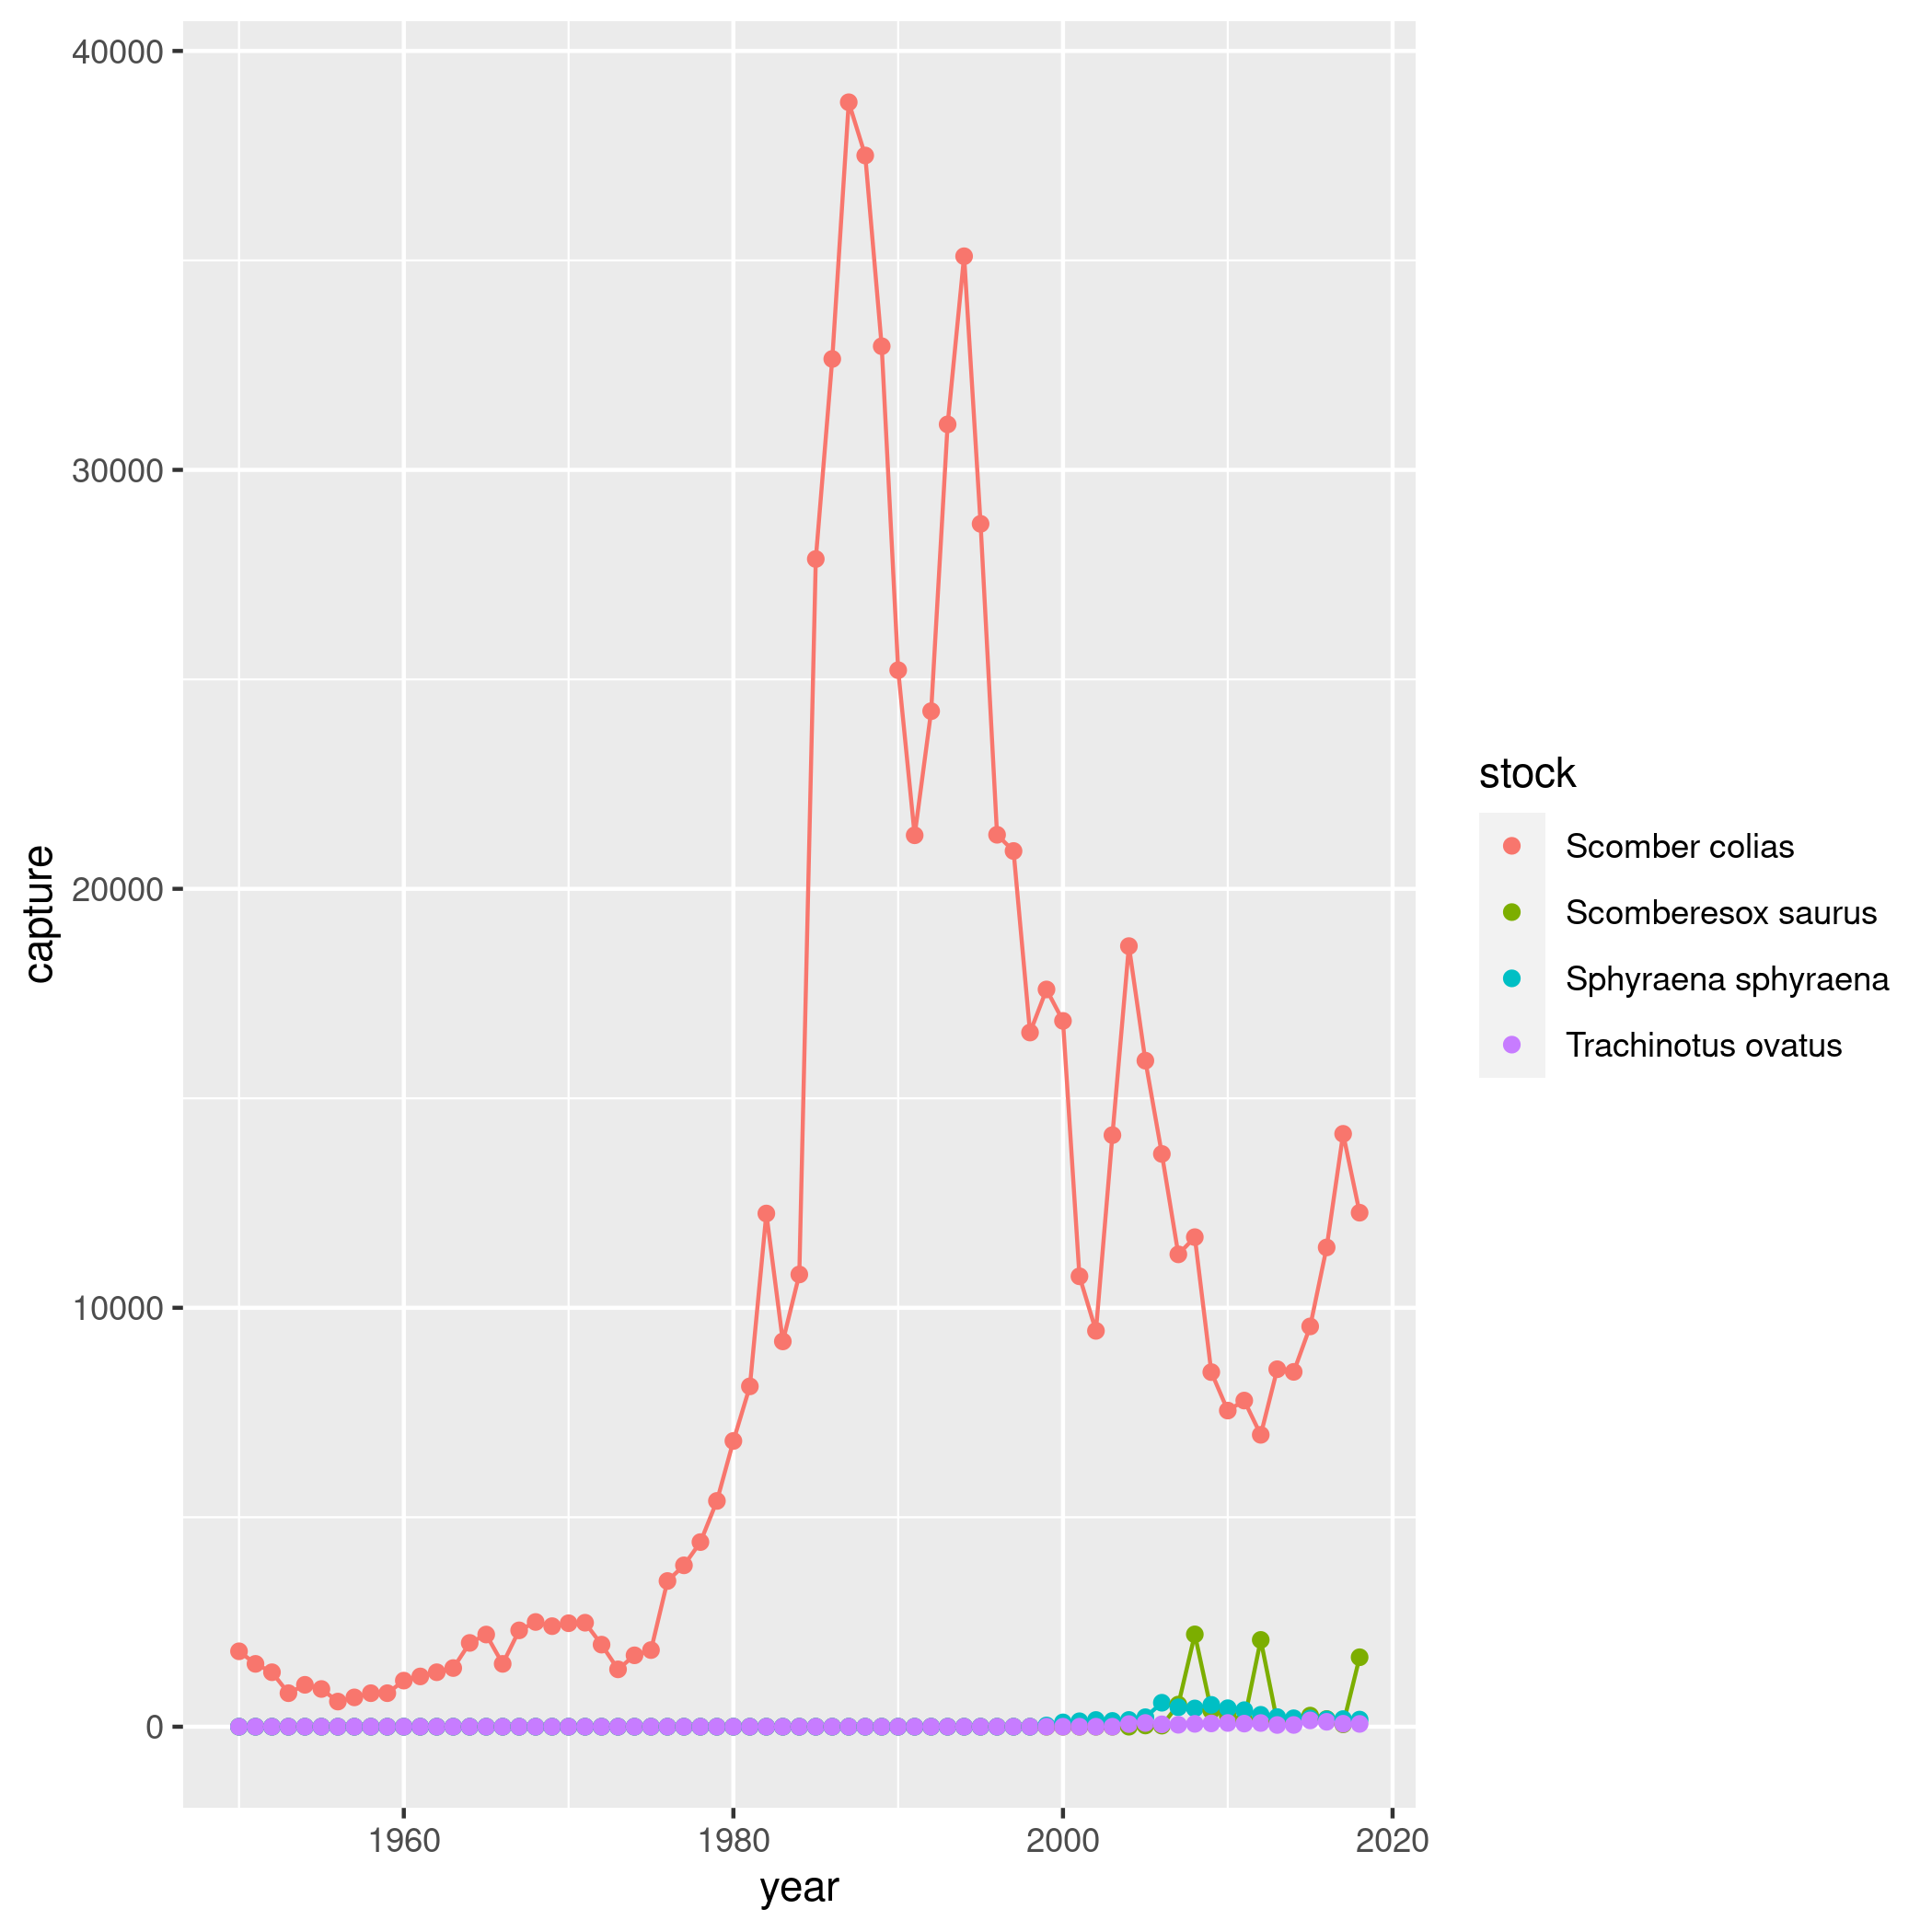 40000
30000
20000
10000
0
capture
1960
1980
2000
2020
year
stock
Scomber colias
Scomberesox saurus
Sphyraena sphyraena
Trachinotus ovatus